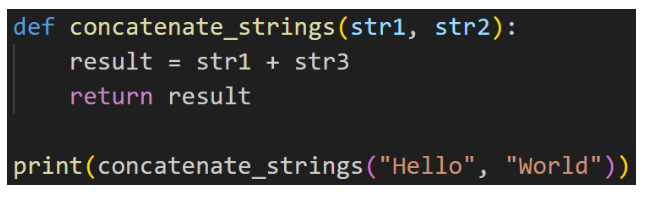 def concatenate_strings(str1, str2):
    result = str1 + str3
    return result

print(concatenate_strings("Hello", "World"))